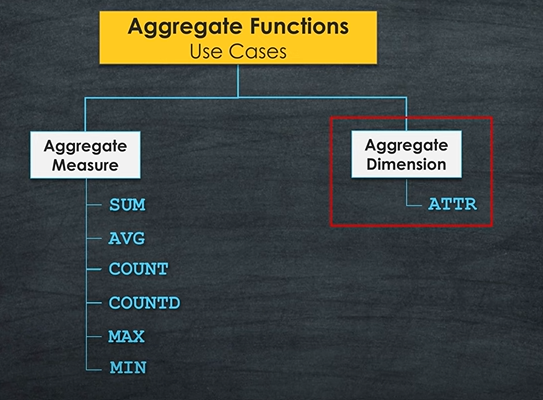 Aggregate Functions
Use Cases
Aggregate
Measure
SUM
AVG
COUNT
COUNTD
MAX
MIN
Aggregate
Dimension
ATTR